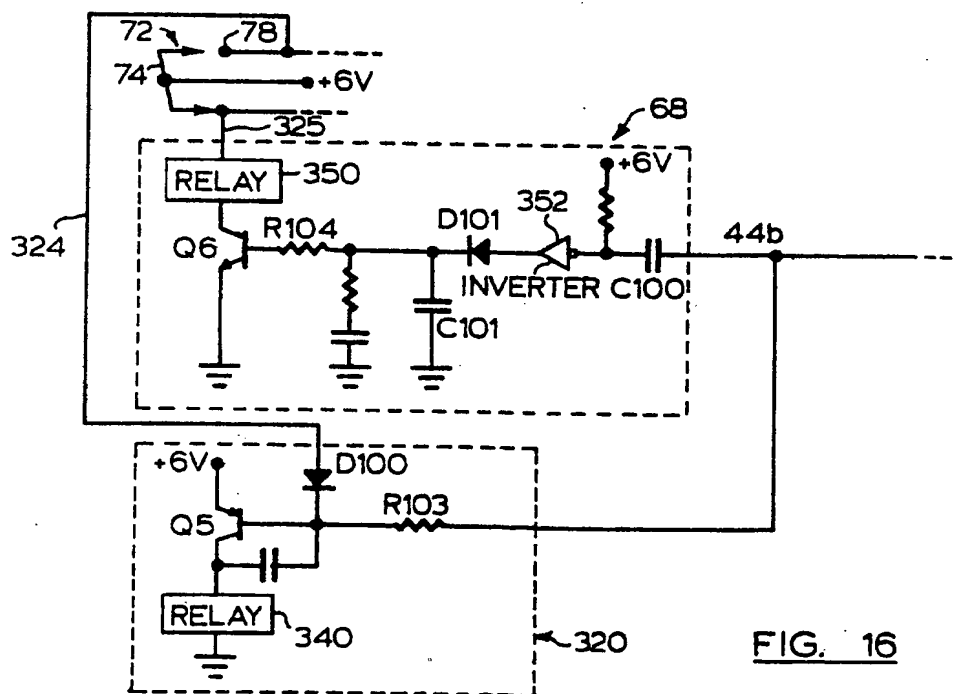 72
78
74
+6V
325
68
+6V
RELAY
350
352
D101
R104
Q6
324
44b
INVERTER C100
C101
+6V
D100
R103
Q5
RELAY
340
320
FIG. 16